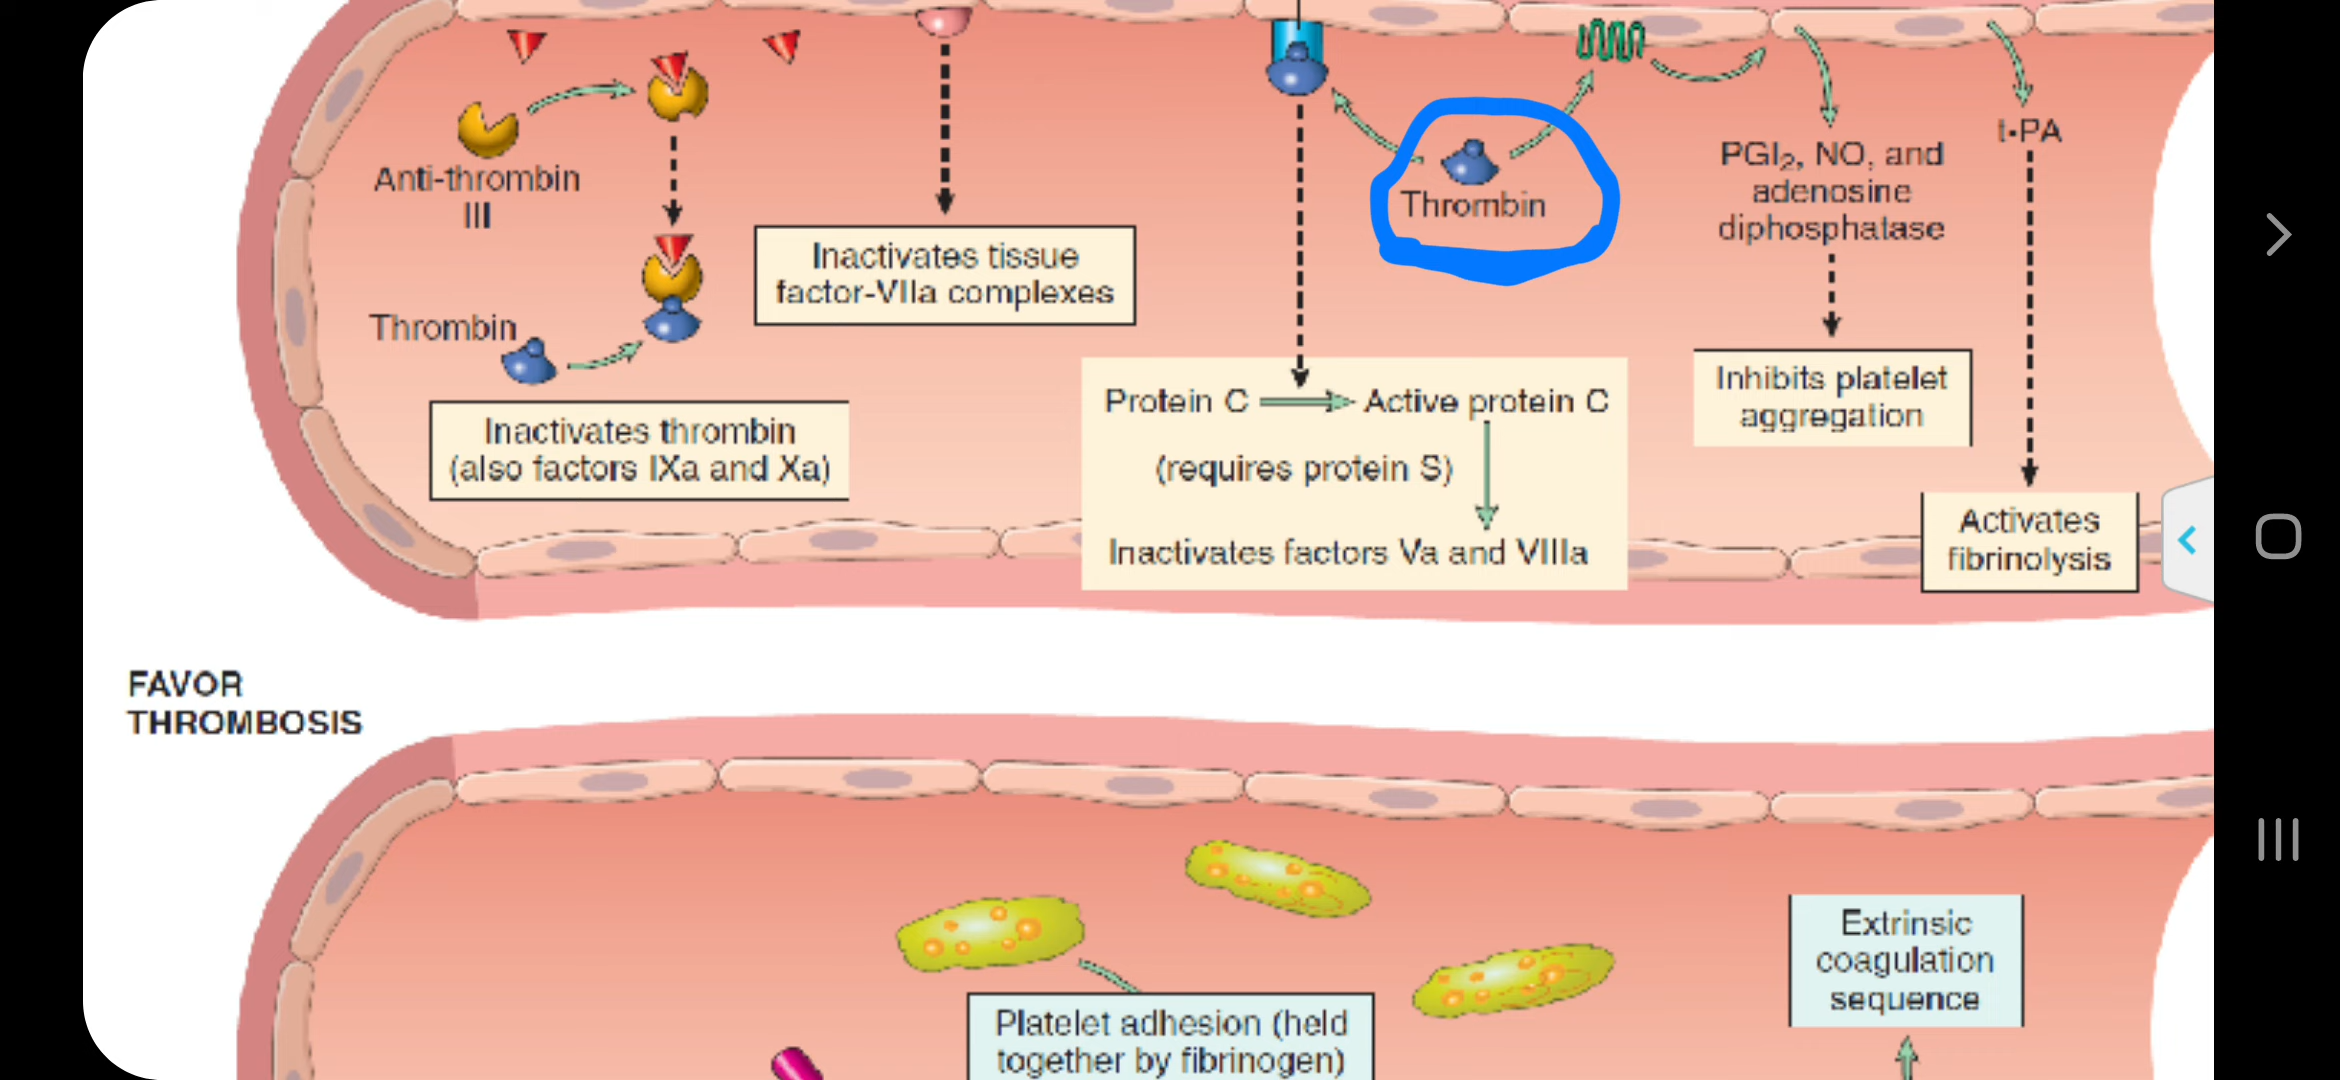 Anti-thrombin
III
Thrombin
Inactivates thrombin
(also factors IXa and Xa)
Inactivates tissue
factor-VIIa complexes
Thrombin
Protein C
Active protein C
(requires protein S)
Inactivates factors Va and VIIIa
PGI₂, NO, and
adenosine
diphosphatase
Inhibits platelet
aggregation
t-PA
Activates
fibrinolysis
FAVOR
THROMBOSIS
Platelet adhesion (held
together by fibrinogen)
Extrinsic
coagulation
sequence